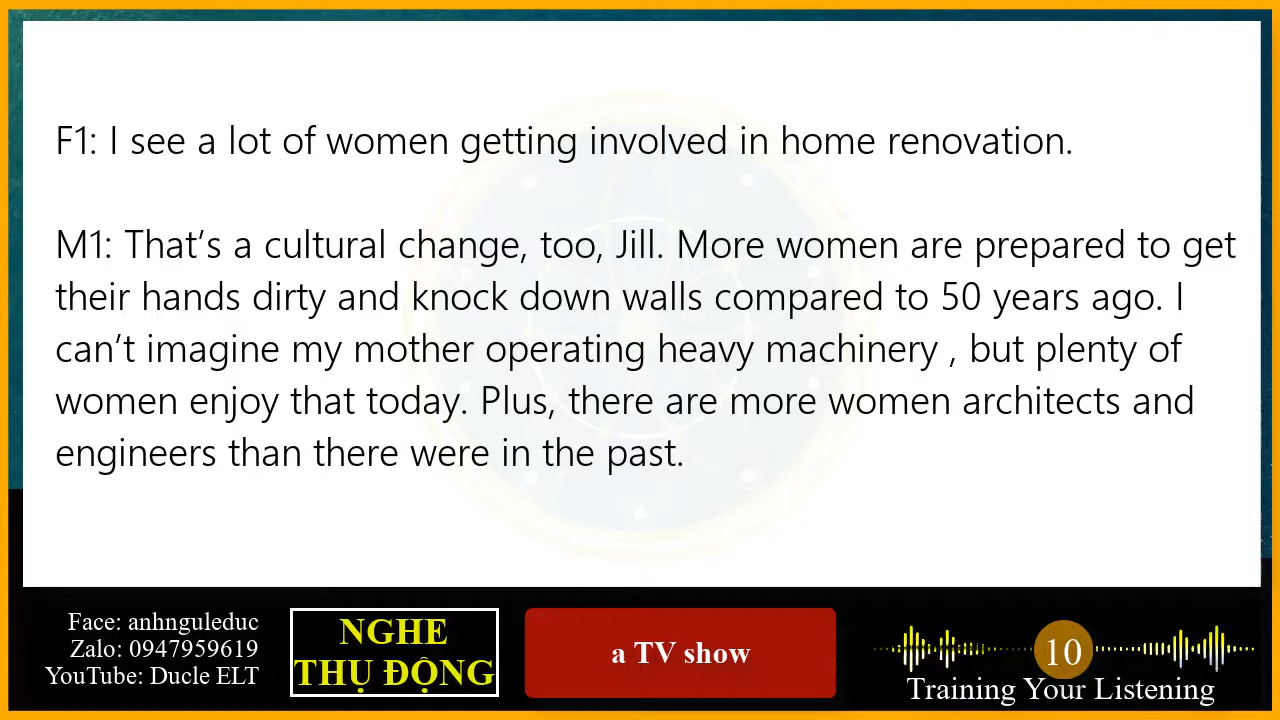 F1: I see a lot of women getting involved in home renovation.
M1: That’s a cultural change, too, Jill. More women are prepared to get
their hands dirty and knock down walls compared to 50 years ago. I
can’t imagine my mother operating heavy machinery , but plenty of
women enjoy that today. Plus, there are more women architects and
engineers than there were in the past.
Face: anhnguleduc
Zalo: 0947959619
YouTube: Ducle ELT
NGHE
THỤ ĐỘNG
a TV show
10
Training Your Listening